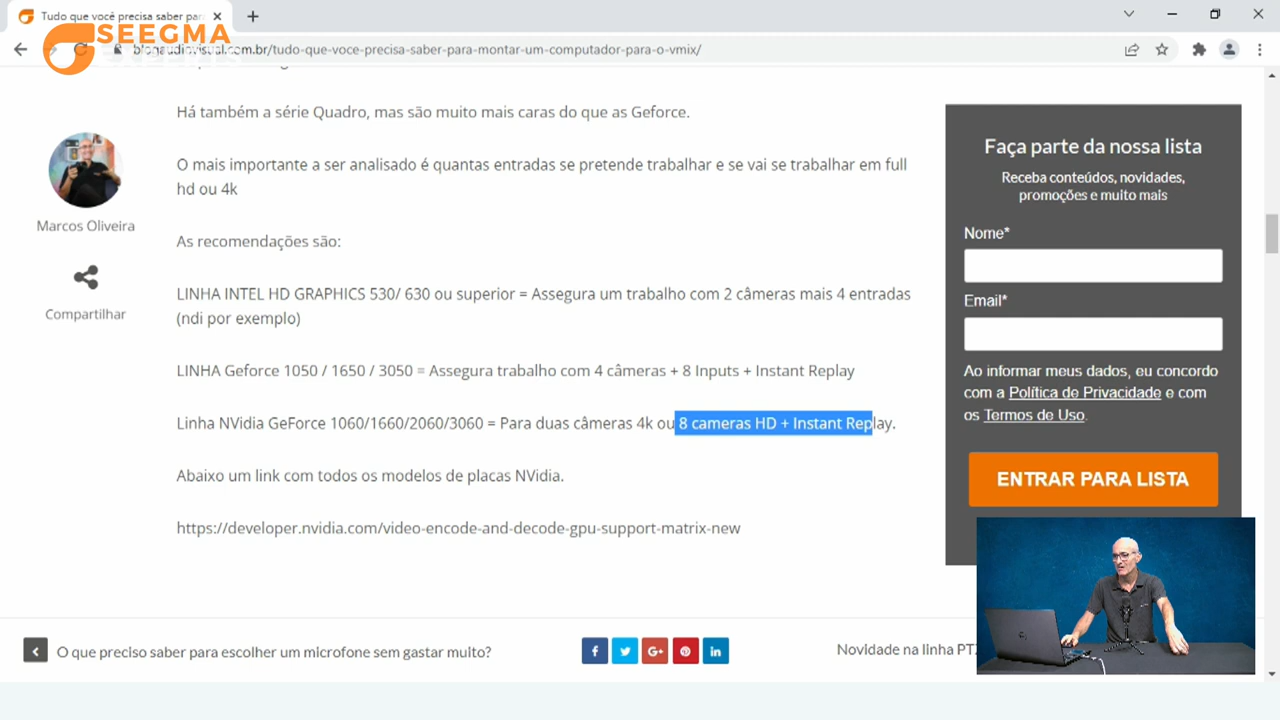 Tudo que você precisa saber par
SEEGMA
EXPERTS
blogaudiovisual.com.br/tudo-que-voce-precisa-saber-para-montar-um-computador-para-o-vmix/
Há também a série Quadro, mas são muito mais caras do que as Geforce.
O mais importante a ser analisado é quantas entradas se pretende trabalhar e se vai se trabalhar em full
hd ou 4k
Marcos Oliveira
As recomendações são:
Compartilhar
LINHA INTEL HD GRAPHICS 530/ 630 ou superior = Assegura um trabalho com 2 câmeras mais 4 entradas
(ndi por exemplo)
LINHA Geforce 1050 / 1650 / 3050 = Assegura trabalho com 4 câmeras + 8 Inputs + Instant Replay
Linha NVidia GeForce 1060/1660/2060/3060 = Para duas câmeras 4k ou 8 cameras HD + Instant Replay.
Abaixo um link com todos os modelos de placas NVidia.
https://developer.nvidia.com/video-encode-and-decode-gpu-support-matrix-new
Faça parte da nossa lista
Receba conteúdos, novidades,
promoções e muito mais
Nome*
Email*
Ao informar meus dados, eu concordo
com a Política de Privacidade e com
os Termos de Uso.
ENTRAR PARA LISTA
O que preciso saber para escolher um microfone sem gastar muito?
f
G+
in
Novidade na linha PTZ